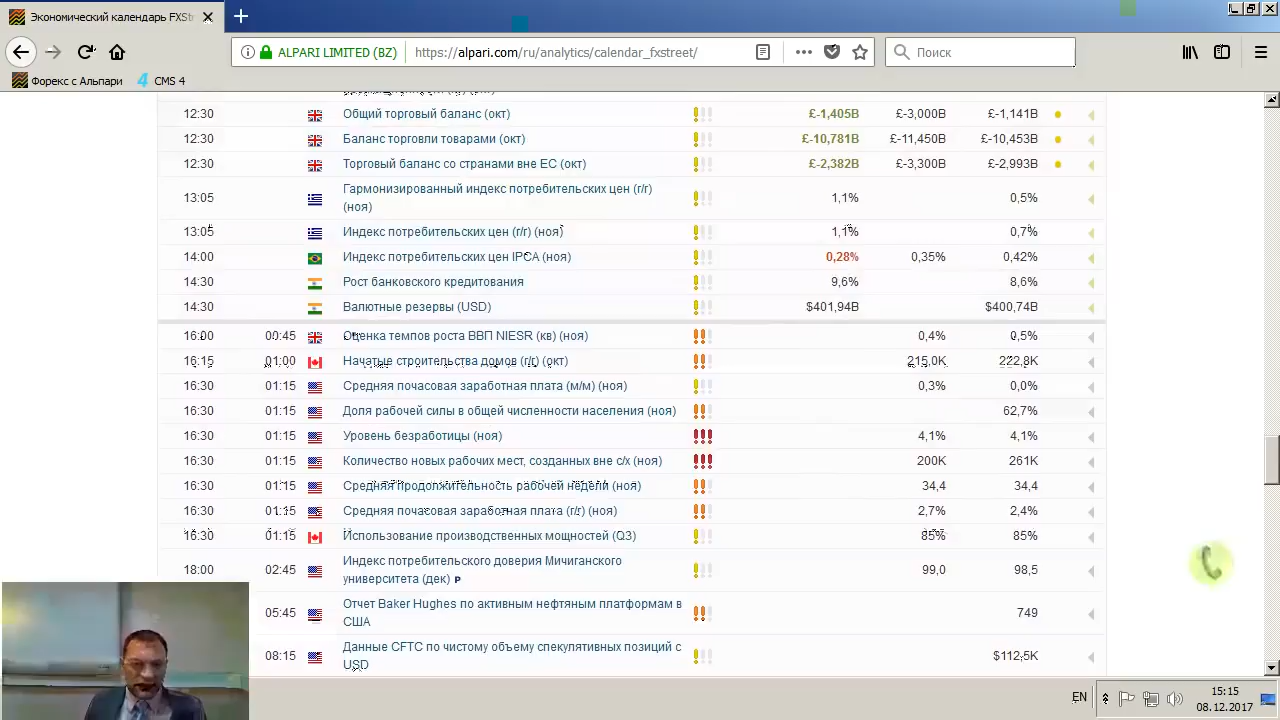 Экономический календарь FXStr
ALPARI LIMITED (BZ) https://alpari.com/ru/analytics/calendar_fxstreet/ Поиск
Форекс с Альпари CMS 4
12:30 Общий торговый баланс (окт) £-1,405B £-3,000B £-1,141B
12:30 Баланс торговли товарами (окт) £-10,781B £-11,450B £-10,453B
12:30 Торговый баланс со странами вне ЕС (окт) £-2,382B £-3,300B £-2,993B
13:05 Гармонизированный индекс потребительских цен (г/г) (ноя) 1,1% 0,5%
13:05 Индекс потребительских цен (г/г) (ноя) 1,1% 0,7%
14:00 Индекс потребительских цен IPCA (ноя) 0,28% 0,35% 0,42%
14:30 Рост банковского кредитования 9,6% 8,6%
14:30 Валютные резервы (USD) $401,94B $400,74B
16:00 00:45 Оценка темпов роста ВВП NIESR (кв) (ноя) 0,4% 0,5%
16:15 01:00 Начатые строительства домов (г/г) (окт) 215,0K 222,8K
16:30 01:15 Средняя почасовая заработная плата (м/м) (ноя) 0,3% 0,0%
16:30 01:15 Доля рабочей силы в общей численности населения (ноя) 62,7%
16:30 01:15 Уровень безработицы (ноя) 4,1% 4,1%
16:30 01:15 Количество новых рабочих мест, созданных вне с/х (ноя) 200K 261K
16:30 01:15 Средняя продолжительность рабочей недели (ноя) 34,4 34,4
16:30 01:15 Средняя почасовая заработная плата (г/г) (ноя) 2,7% 2,4%
16:30 01:15 Использование производственных мощностей (Q3) 85% 85%
18:00 02:45 Индекс потребительского доверия Мичиганского
университета (дек) P 99,0 98,5
05:45 Отчет Baker Hughes по активным нефтяным платформам в
США 749
08:15 Данные CFTC по чистому объему спекулятивных позиций с
USD $112,5K
EN 15:15
08.12.2017